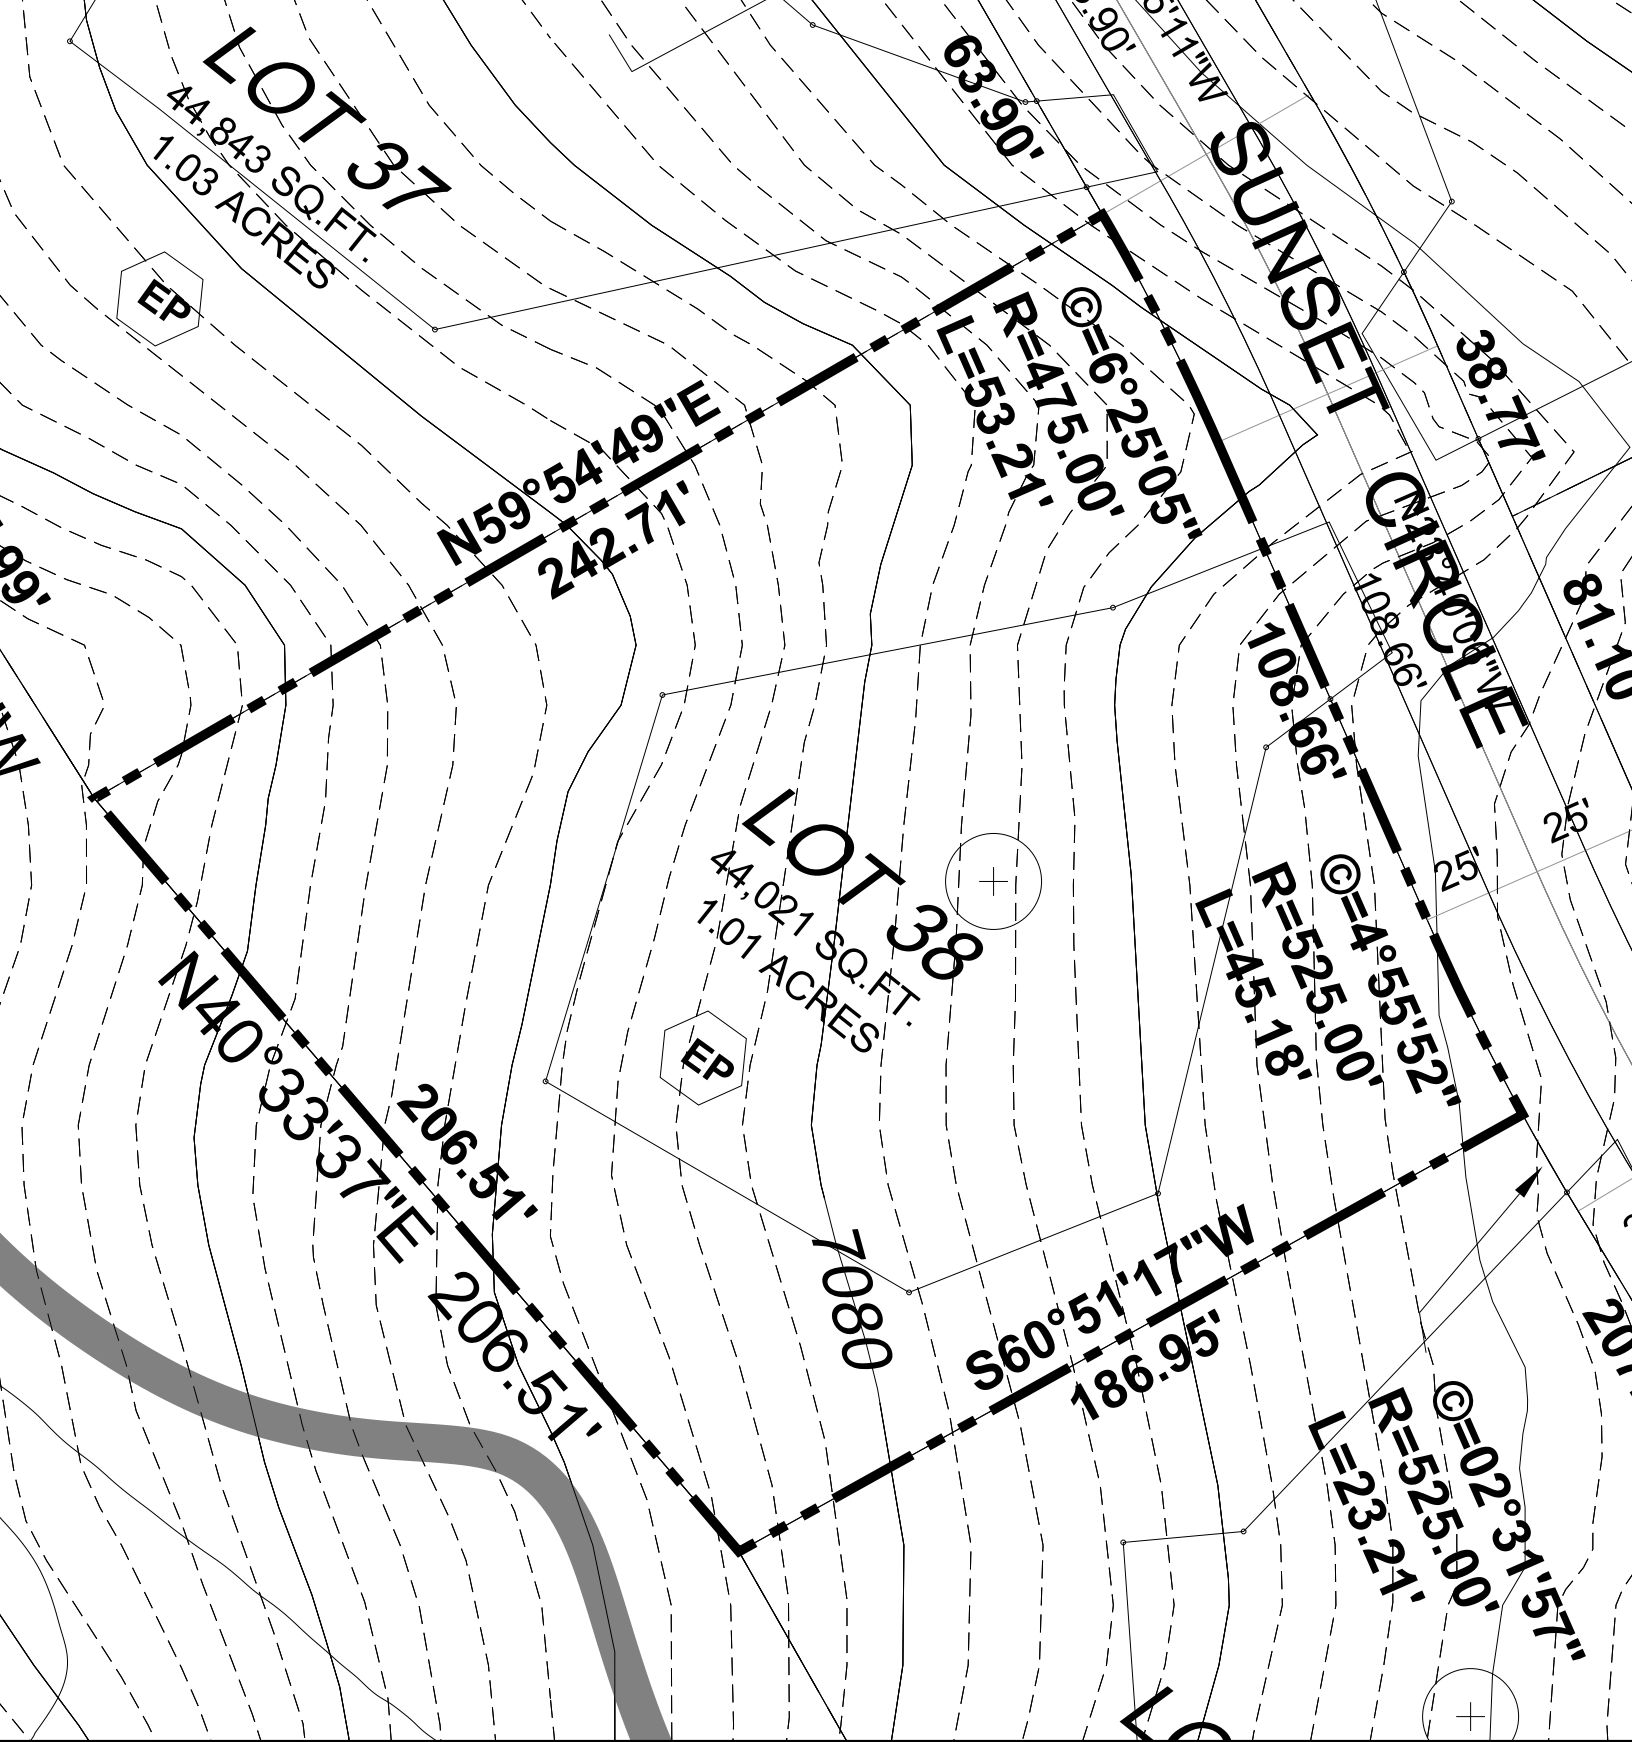 LOT 37
44,843 SQ.FT.
1.03 ACRES
EP
63.90'
SUNSET CIRCLE
38.77'
©=6°25'05"
R=475.00'
L=53.21'
N59°54'49"E
242.71'
99'
"W
108.66'
108.66'
81.10
25'
25'
LOT 38
44,021 SQ.FT.
1.01 ACRES
EP
©=4°55'52"
R=525.00'
L=45.18'
206.51'
N40°33'37"E 206.51'
7080
S60°51'17"W
186.95'
©=02°31'57"
R=525.00'
L=23.21'